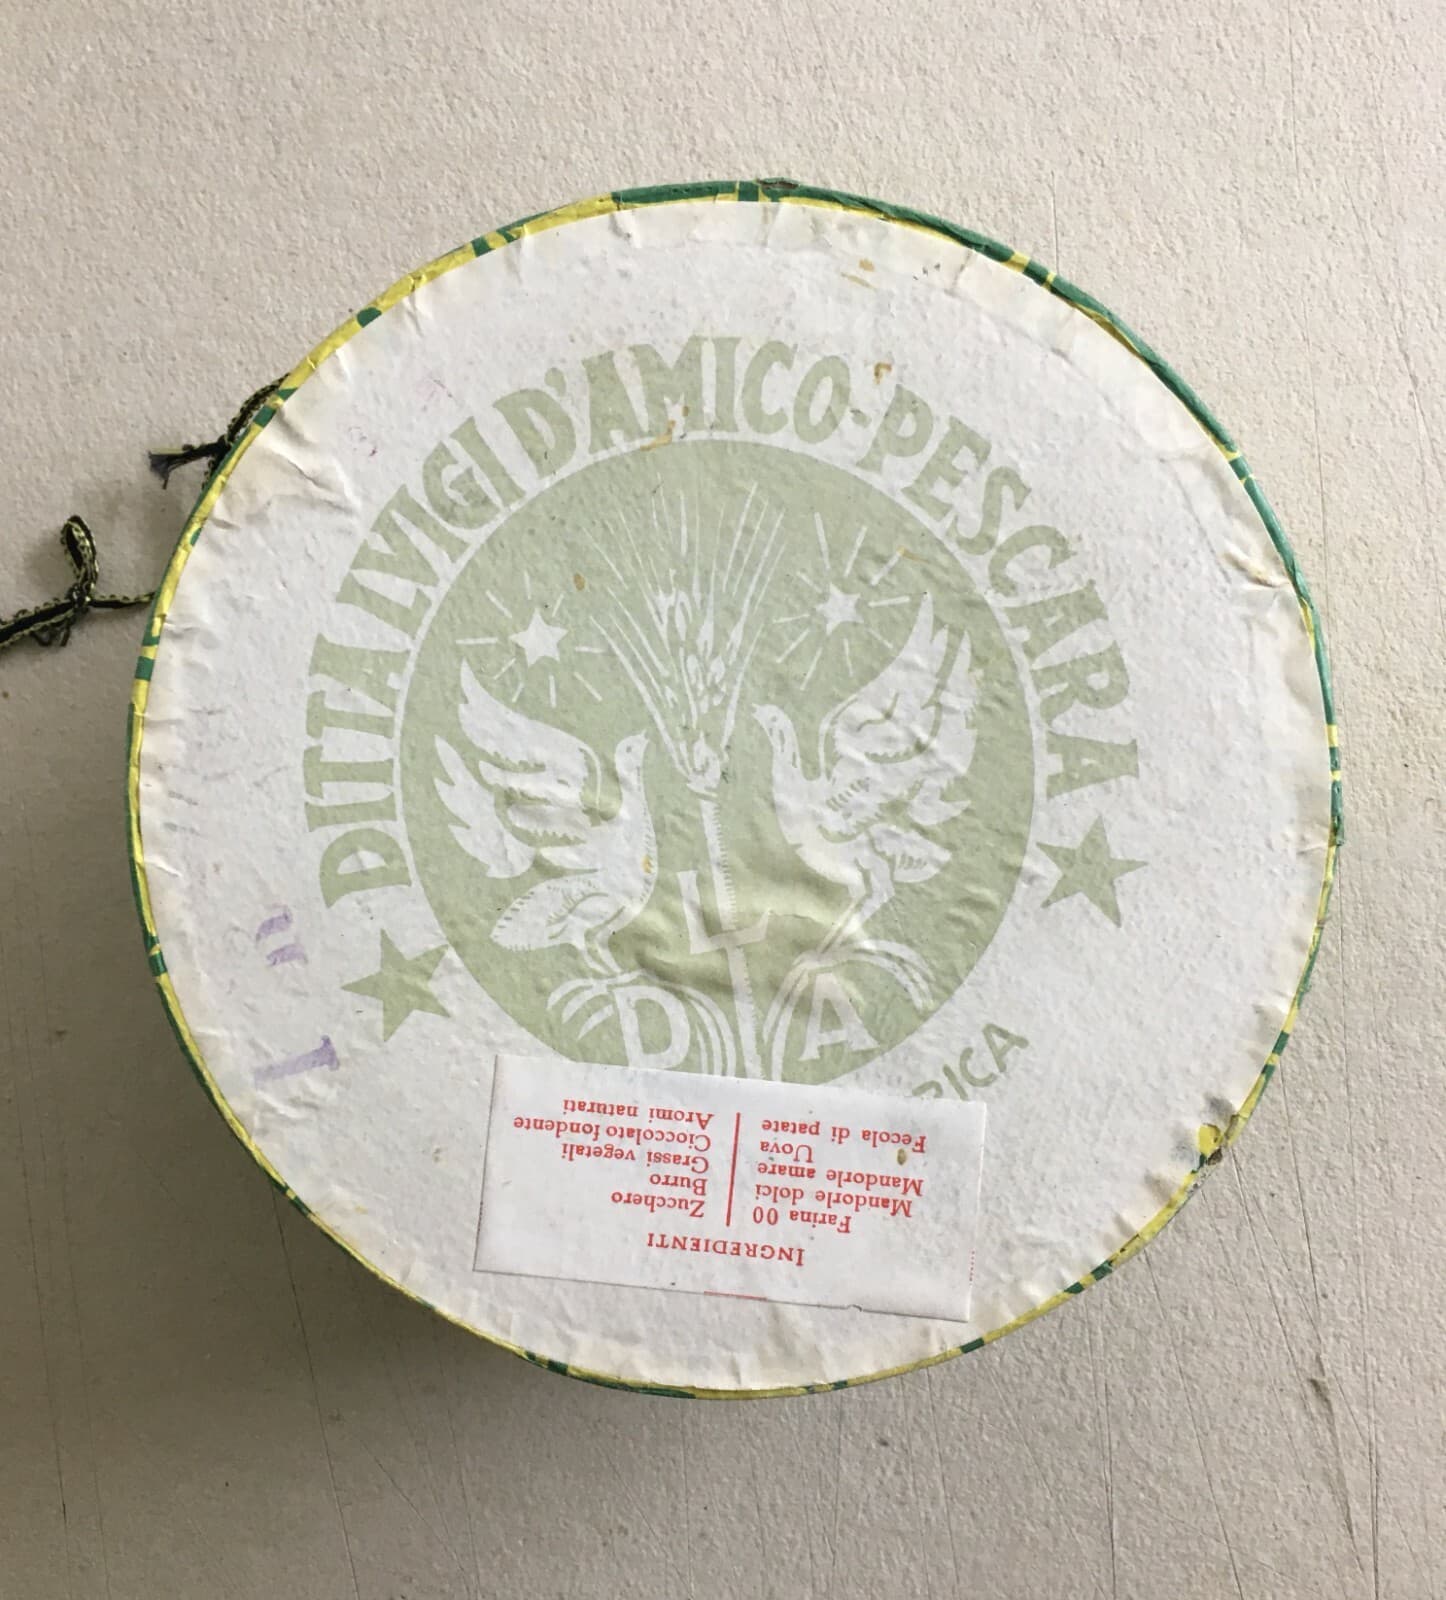 DITTA LVIGI D'AMICO-PESCARA
L
D A
INGREDIENTI
Farina 00
Mandorle dolci
Mandorle amare
Uova
Fecola di patate
Zucchero
Burro
Grassi vegetali
Cioccolato fondente
Aromi naturati